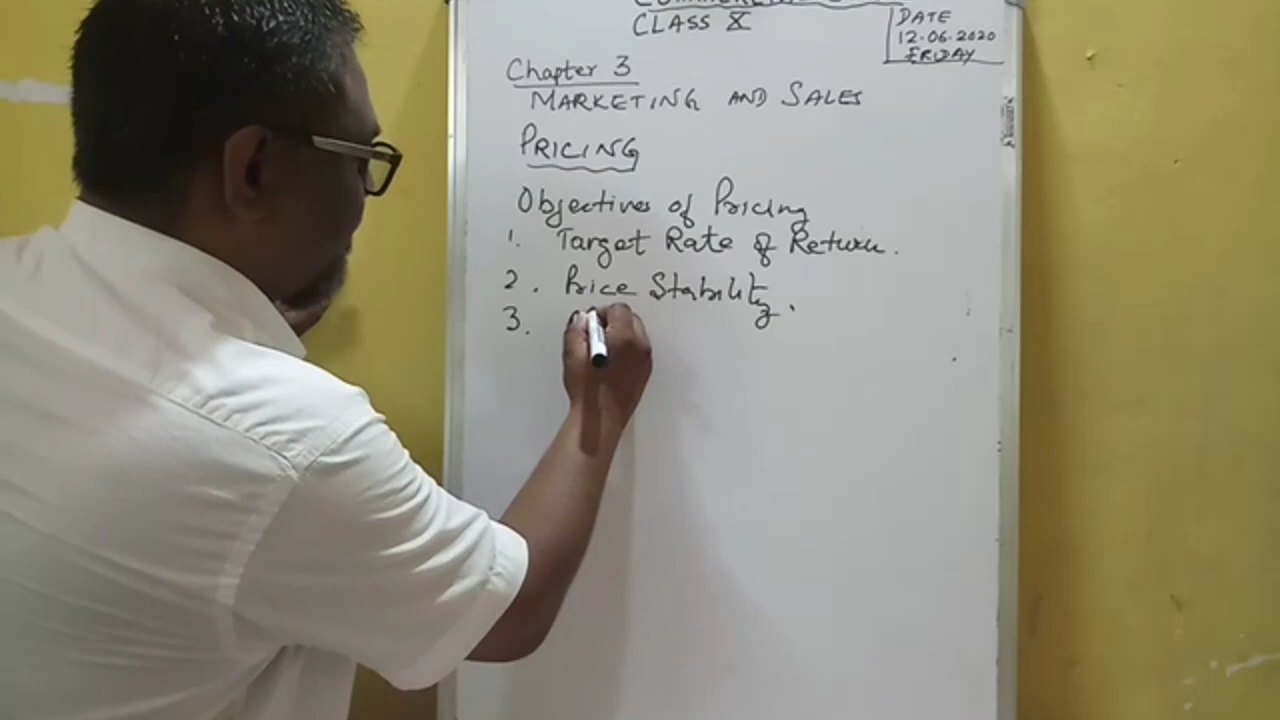 CLASS X
DATE
12-06-2020
FRIDAY
Chapter 3
MARKETING AND SALES
PRICING
Objectives of Pricing
1. Target Rate of Return.
2. Price Stability.
3.